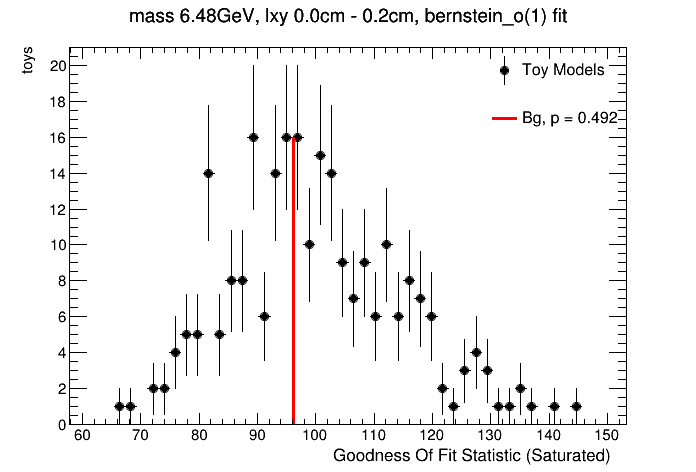 mass 6.48GeV, lxy 0.0cm - 0.2cm, bernstein_o(1) fit
toys
20
18
16
14
12
10
8
6
4
2
0
Toy Models
Bg, p = 0.492
60 70 80 90 100 110 120 130 140 150
Goodness Of Fit Statistic (Saturated)